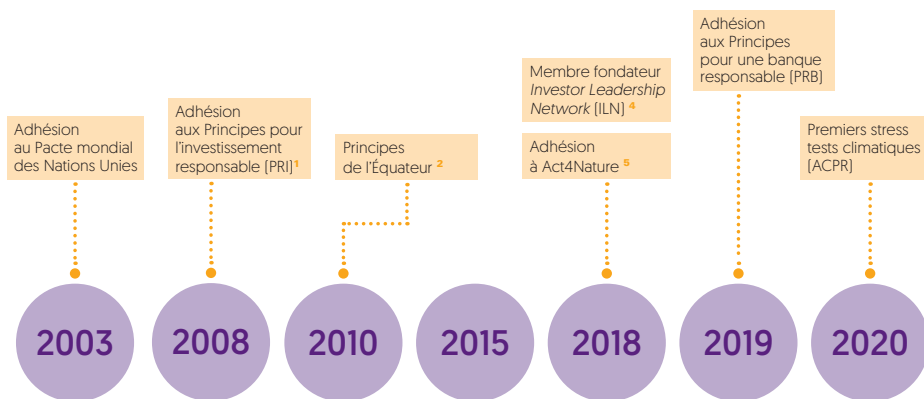 Adhésion
au Pacte mondial
des Nations Unies
Adhésion
aux Principes pour
l'investissement
responsable (PRI)¹
Principes
de l'Équateur ²
Membre fondateur
Investor Leadership
Network (ILN) ⁴
Adhésion
à Act4Nature ⁵
Adhésion
aux Principes
pour une banque
responsable (PRB)
Premiers stress
tests climatiques
(ACPR)
2003
2008
2010
2015
2018
2019
2020